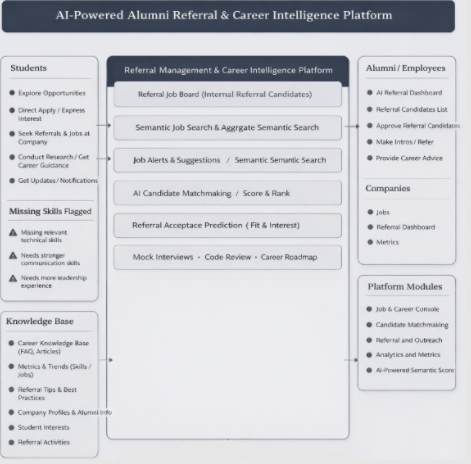 AI-Powered Alumni Referral & Career Intelligence Platform
Students
Explore Opportunities
Direct Apply / Express
Interest
Seek Referrals & Jobs at
Company
Conduct Research / Get
Career Guidance
Get Updates / Notifications
Missing Skills Flagged
Missing relevant
technical skills
Needs stronger
communication skills
Needs more leadership
experience
Knowledge Base
Career Knowledge Base
(FAQ, Articles)
Metrics & Trends (Skills /
Jobs)
Referral Tips & Best
Practices
Company Profiles & Alumni Info
Student Interests
Referral Activities
Referral Management & Career Intelligence Platform
Referral Job Board (Internal Referral Candidates)
Semantic Job Search & Aggrgate Semantic Search
Job Alerts & Suggestions / Semantic Semantic Search
AI Candidate Matchmaking / Score & Rank
Referral Acceptace Prediction ( Fit & Interest)
Mock Interviews • Code Review • Career Roadmap
Alumni / Employees
AI Referral Dashboard
Referral Candidates List
Approve Referral Candidates
Make Intros / Refer
Provide Career Advice
Companies
Jobs
Referral Dashboard
Metrics
Platform Modules
Job & Career Console
Candidate Matchmaking
Referral and Outreach
Analytics and Metrics
AI-Powered Semantic Score